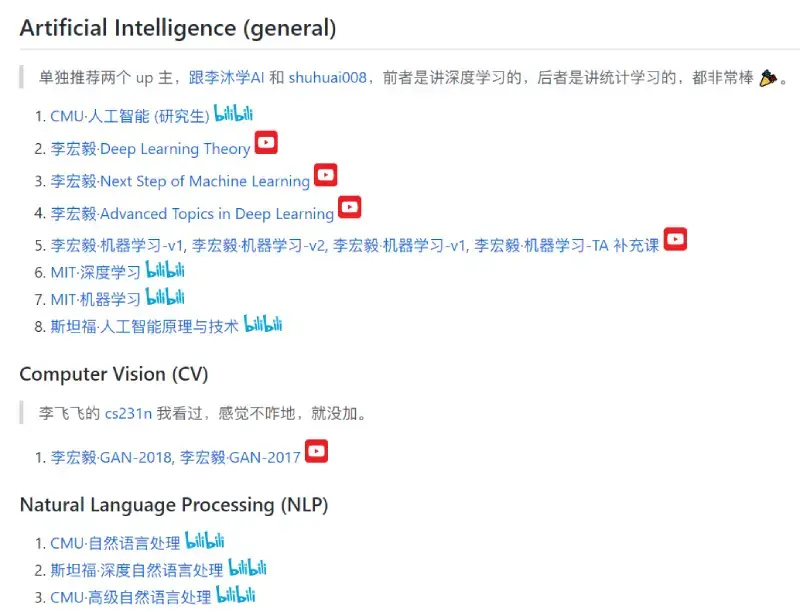 Artificial Intelligence (general)
单独推荐两个 up 主，跟李沐学AI 和 shuhuai008，前者是讲深度学习的，后者是讲统计学习的，都非常棒 🎉。
1. CMU·人工智能 (研究生) bilibili
2. 李宏毅·Deep Learning Theory
3. 李宏毅·Next Step of Machine Learning
4. 李宏毅·Advanced Topics in Deep Learning
5. 李宏毅·机器学习-v1, 李宏毅·机器学习-v2, 李宏毅·机器学习-v1, 李宏毅·机器学习-TA 补充课
6. MIT·深度学习 bilibili
7. MIT·机器学习 bilibili
8. 斯坦福·人工智能原理与技术 bilibili
Computer Vision (CV)
李飞飞的 cs231n 我看过，感觉不咋地，就没加。
1. 李宏毅·GAN-2018, 李宏毅·GAN-2017
Natural Language Processing (NLP)
1. CMU·自然语言处理 bilibili
2. 斯坦福·深度自然语言处理 bilibili
3. CMU·高级自然语言处理 bilibili